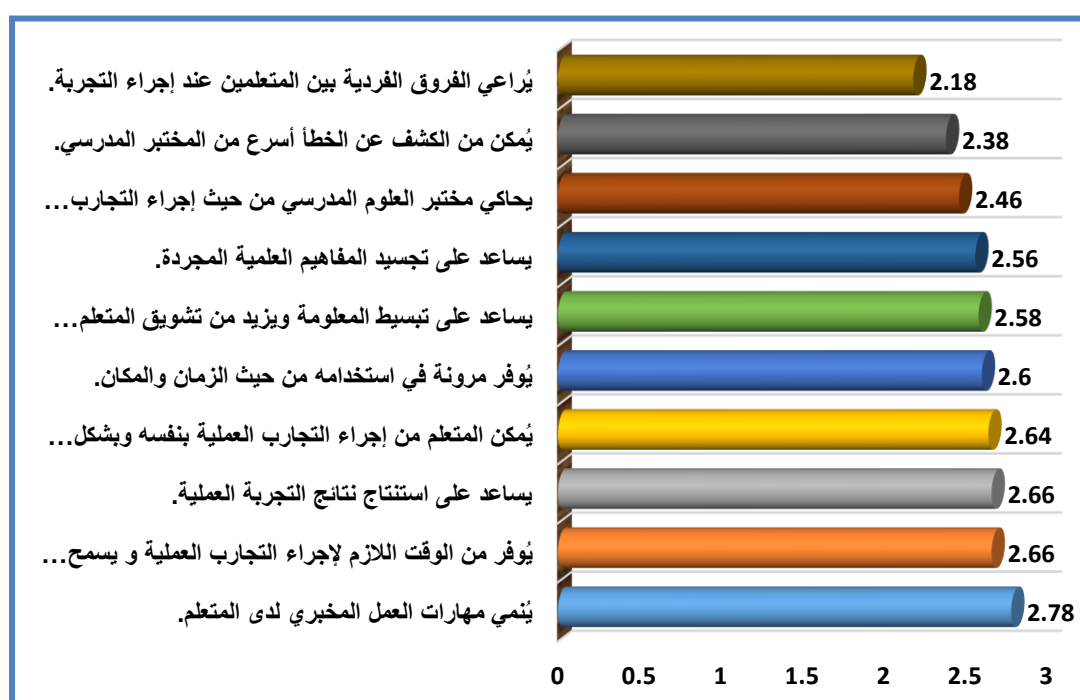 يُراعي الفروق الفردية بين المتعلمين عند إجراء التجربة.
2.18
يُمكن من الكشف عن الخطأ أسرع من المختبر المدرسي.
2.38
يحاكي مختبر العلوم المدرسي من حيث إجراء التجارب...
2.46
يساعد على تجسيد المفاهيم العلمية المجردة.
2.56
يساعد على تبسيط المعلومة ويزيد من تشويق المتعلم...
2.58
يُوفر مرونة في استخدامه من حيث الزمان والمكان.
2.6
يُمكن المتعلم من إجراء التجارب العملية بنفسه وبشكل...
2.64
يساعد على استنتاج نتائج التجربة العملية.
2.66
يُوفر من الوقت اللازم لإجراء التجارب العملية و يسمح...
2.66
يُنمي مهارات العمل المخبري لدى المتعلم.
2.78
0 0.5 1 1.5 2 2.5 3